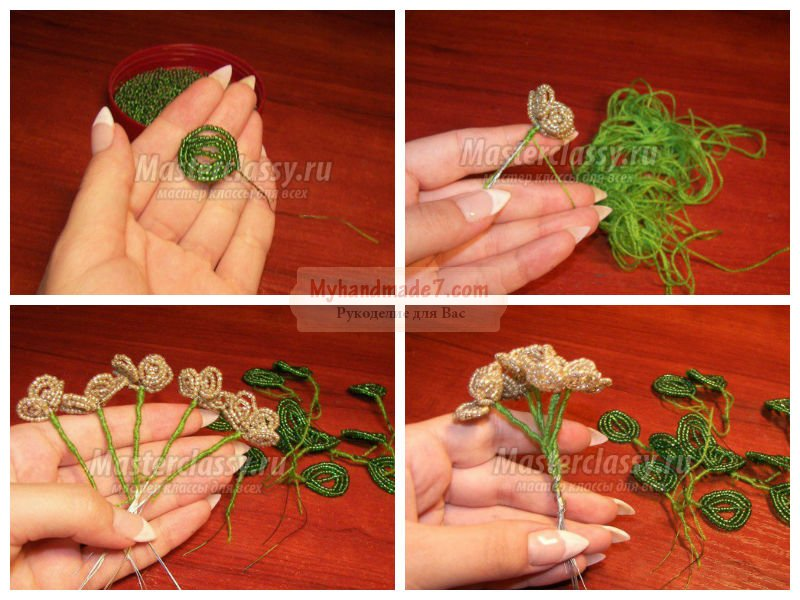 Masterclassy.ru
мастер классы для всех
Masterclassy.ru
мастер классы для всех
Myhandmade7.com
Рукоделие для Вас
Masterclassy.ru
мастер классы для всех
Masterclassy.ru
мастер классы для всех